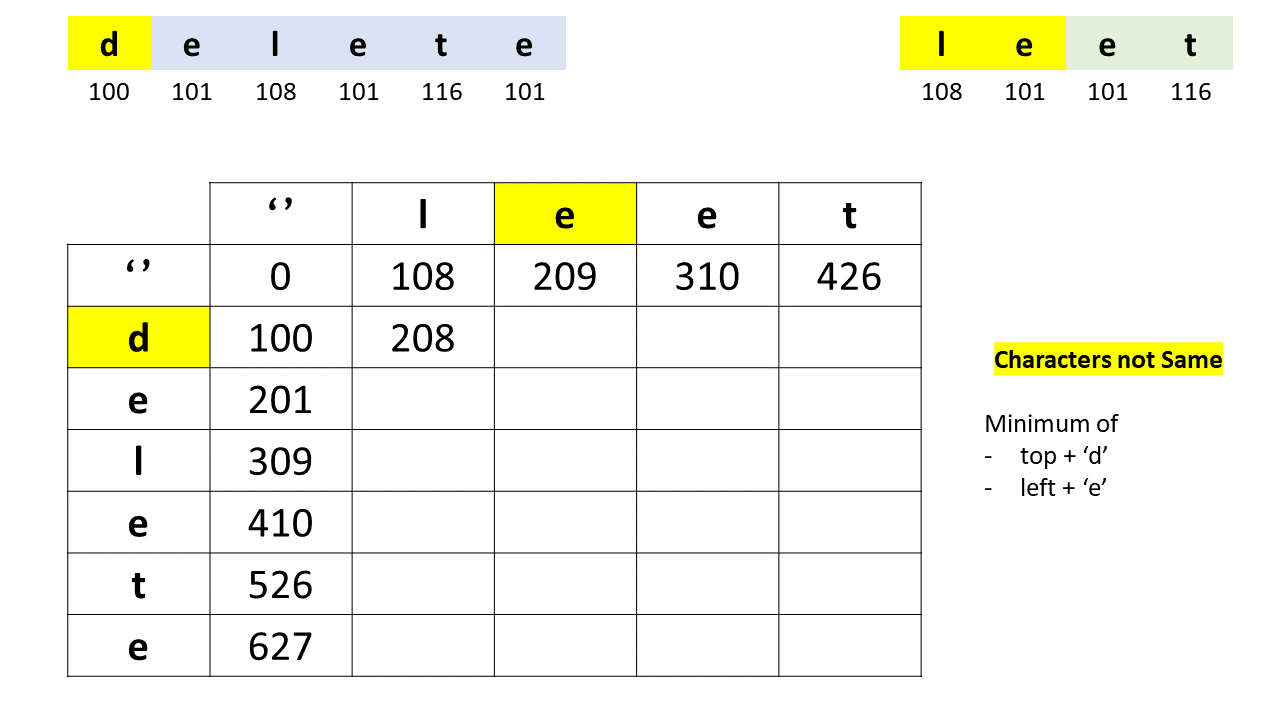 d e l e t e l e e t
100 101 108 101 116 101 108 101 101 116
‘’ l e e t
‘’ 0 108 209 310 426
d 100 208
e 201
l 309
e 410
t 526
e 627
Characters not Same
Minimum of
- top + ‘d’
- left + ‘e’